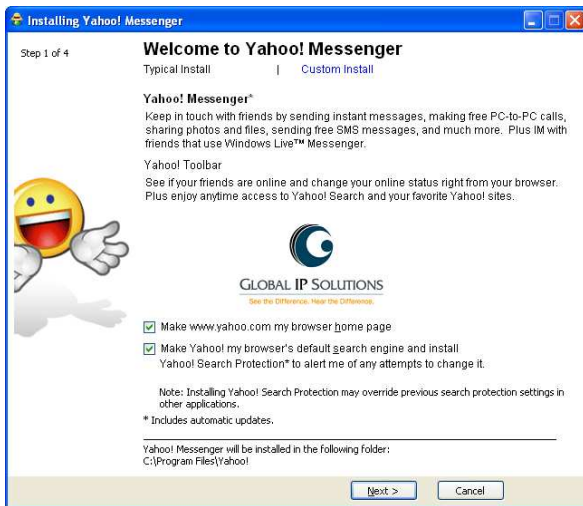 Installing Yahoo! Messenger
Step 1 of 4
Welcome to Yahoo! Messenger
Typical Install | Custom Install
Yahoo! Messenger*
Keep in touch with friends by sending instant messages, making free PC-to-PC calls,
sharing photos and files, sending free SMS messages, and much more. Plus IM with
friends that use Windows Live™ Messenger.
Yahoo! Toolbar
See if your friends are online and change your online status right from your browser.
Plus enjoy anytime access to Yahoo! Search and your favorite Yahoo! sites.
GLOBAL IP SOLUTIONS
See the Difference. Hear the Difference.
Make www.yahoo.com my browser home page
Make Yahoo! my browser's default search engine and install
Yahoo! Search Protection* to alert me of any attempts to change it.
Note: Installing Yahoo! Search Protection may override previous search protection settings in
other applications.
* Includes automatic updates.
Yahoo! Messenger will be installed in the following folder:
C:\Program Files\Yahoo!
Next >
Cancel